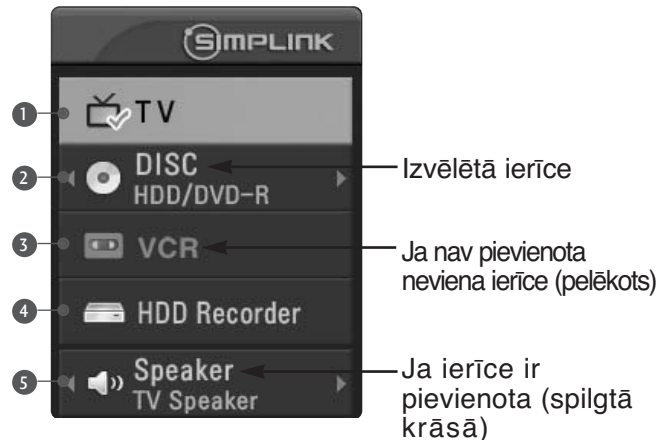 SIMPLINK
1 TV
2 DISC
HDD/DVD-R
Izvēlētā ierīce
3 VCR
Ja nav pievienota
neviena ierīce (pelēkots)
4 HDD Recorder
5 Speaker
TV Speaker
Ja ierīce ir
pievienota (spilgtā
krāsā)